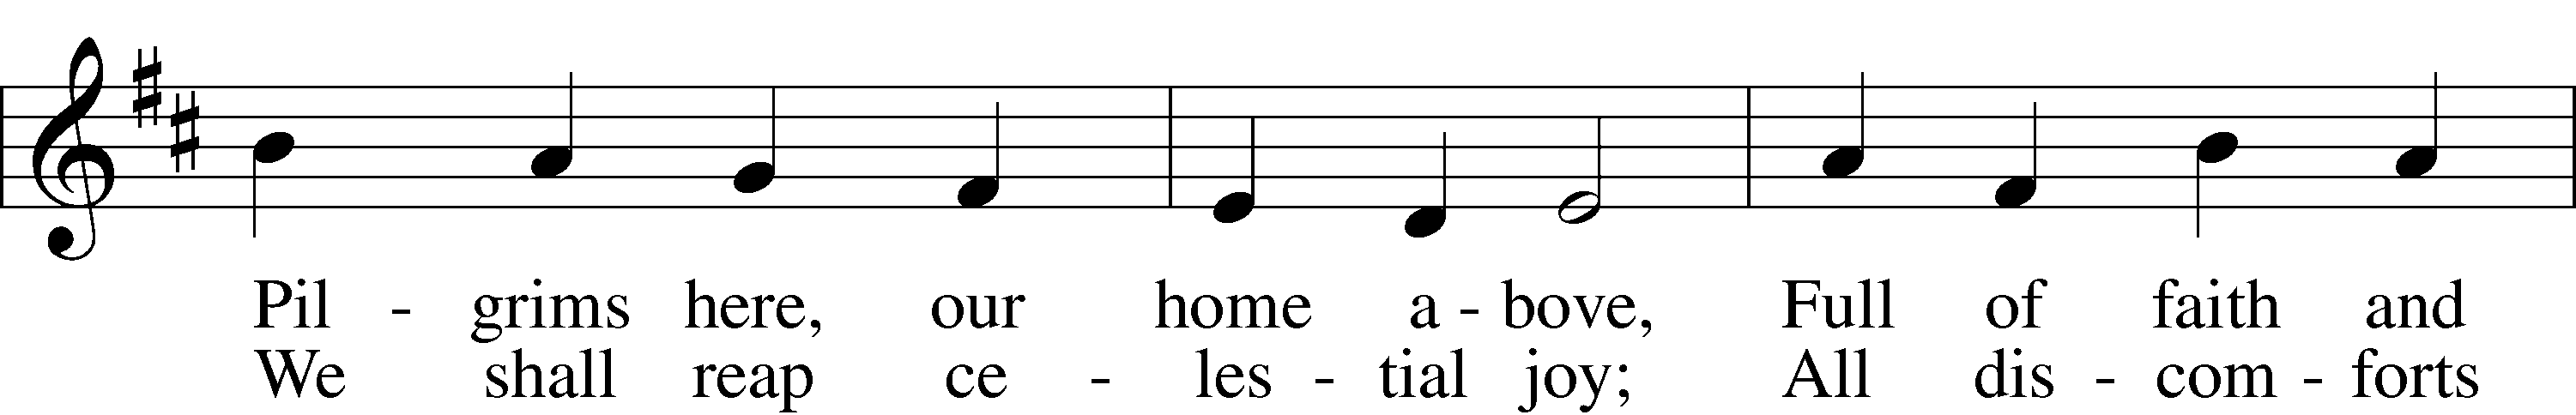 Pil - grims here, our home a - bove, Full of faith and
We shall reap ce - les - tial joy; All dis - com - forts